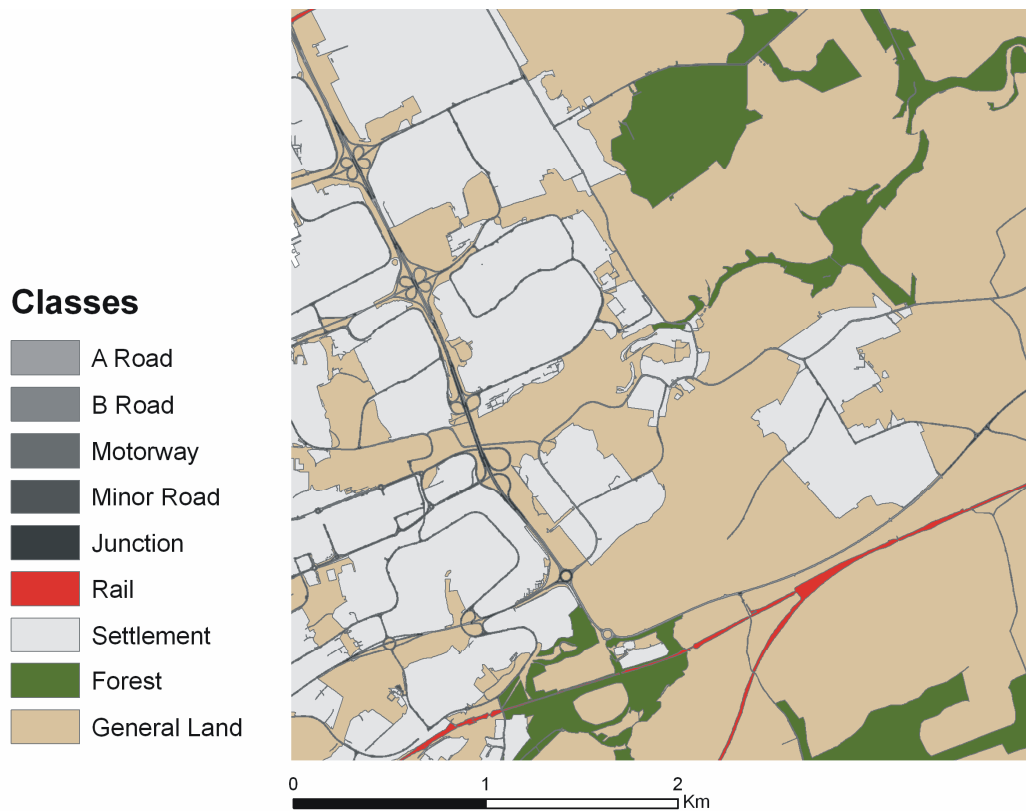 Classes
A Road
B Road
Motorway
Minor Road
Junction
Rail
Settlement
Forest
General Land
0 1 2
Km